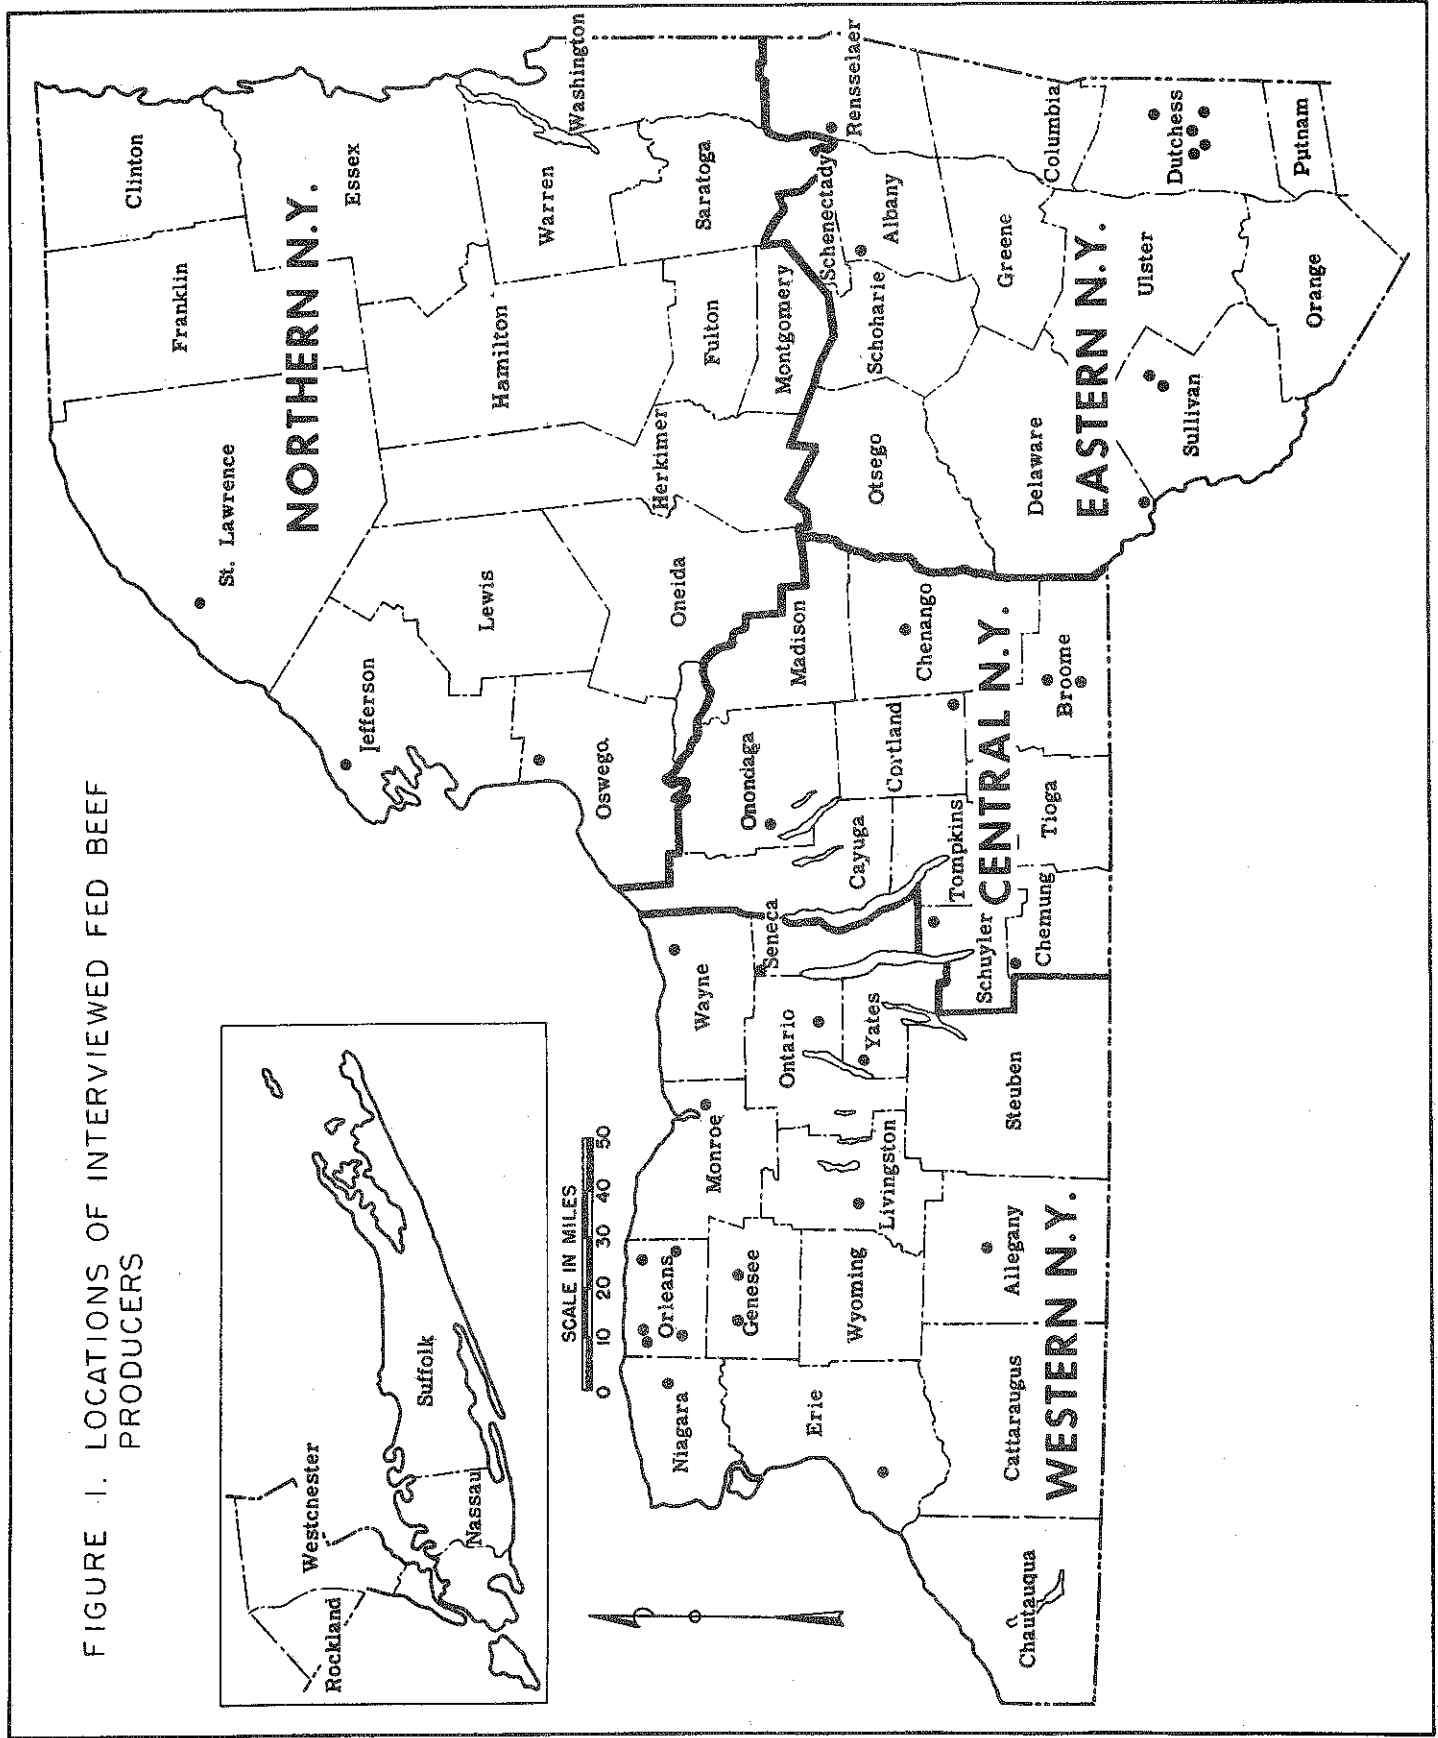 FIGURE 1. LOCATIONS OF INTERVIEWED FED BEEF
PRODUCERS
Rockland
Westchester
Nassau
Suffolk
SCALE IN MILES
0 10 20 30 40 50
NORTHERN N.Y.
Clinton
Franklin
St. Lawrence
Essex
Jefferson
Lewis
Hamilton
Warren
Washington
Oswego
Oneida
Herkimer
Fulton
Saratoga
Montgomery
WESTERN N.Y.
Niagara
Orleans
Monroe
Wayne
Genesee
Seneca
Ontario
Erie
Wyoming
Livingston
Yates
Chautauqua
Cattaraugus
Allegany
Steuben
CENTRAL N.Y.
Onondaga
Madison
Cayuga
Cortland
Chenango
Tompkins
Schuyler
Chemung
Tioga
Broome
EASTERN N.Y.
Schenectady
Rensselaer
Otsego
Schoharie
Albany
Greene
Columbia
Delaware
Ulster
Dutchess
Sullivan
Orange
Putnam